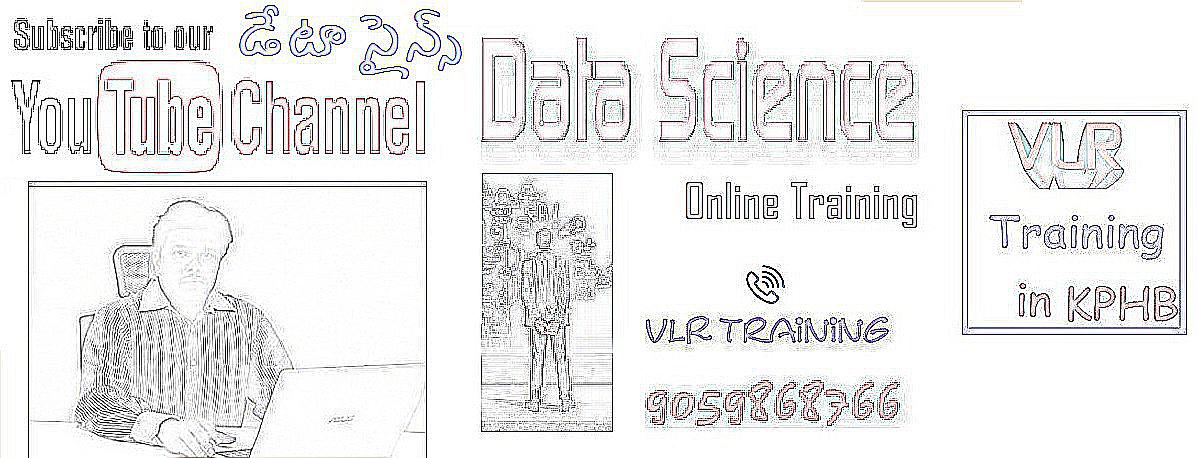 Subscribe to our
YouTube Channel
డేటా సైన్స్
Data Science
Online Training
VLR TRAINING
9059868766
VLR
Training
in KPHB